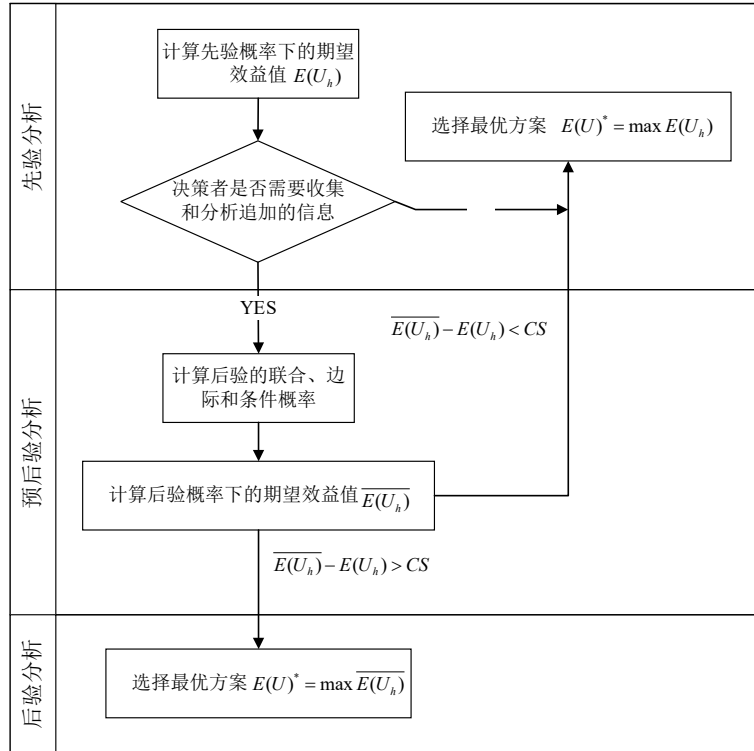 先验分析
计算先验概率下的期望
效益值 E(U_h)
选择最优方案 E(U)* = max E(U_h)
决策者是否需要收集
和分析追加的信息
预后验分析
YES
\overline{E(U_h)} − E(U_h) < CS
计算后验的联合、边
际和条件概率
计算后验概率下的期望效益值 \overline{E(U_h)}
\overline{E(U_h)} − E(U_h) > CS
后验分析
选择最优方案 E(U)* = max \overline{E(U_h)}